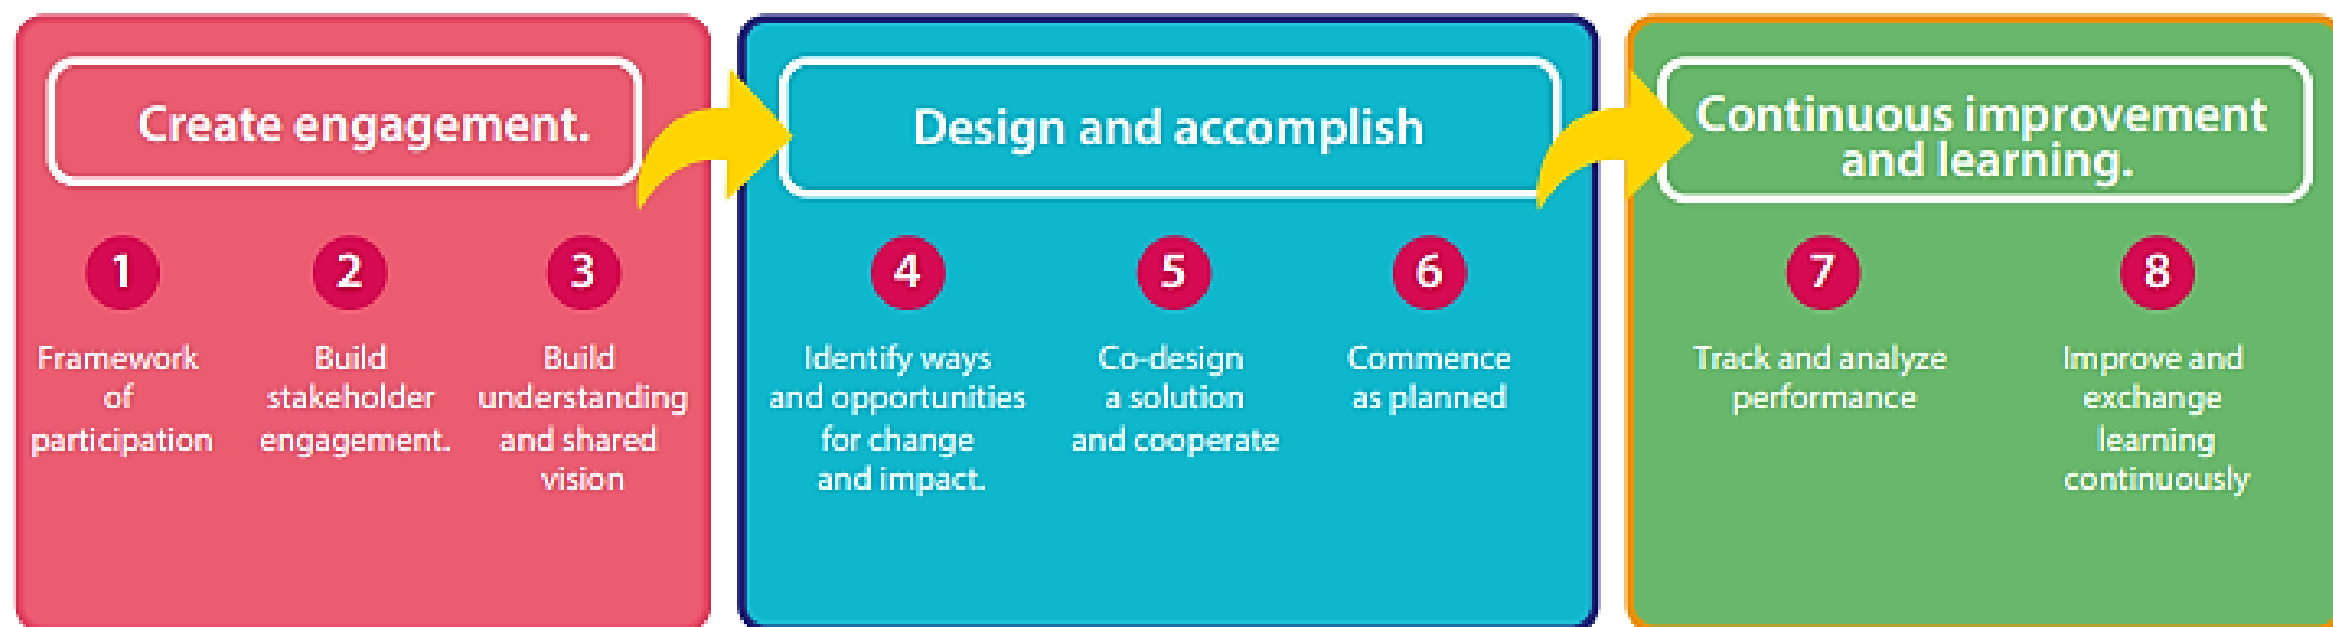 Create engagement.
1
Framework
of
participation
2
Build
stakeholder
engagement.
3
Build
understanding
and shared
vision
Design and accomplish
4
Identify ways
and opportunities
for change
and impact.
5
Co-design
a solution
and cooperate
6
Commence
as planned
Continuous improvement
and learning.
7
Track and analyze
performance
8
Improve and
exchange
learning
continuously